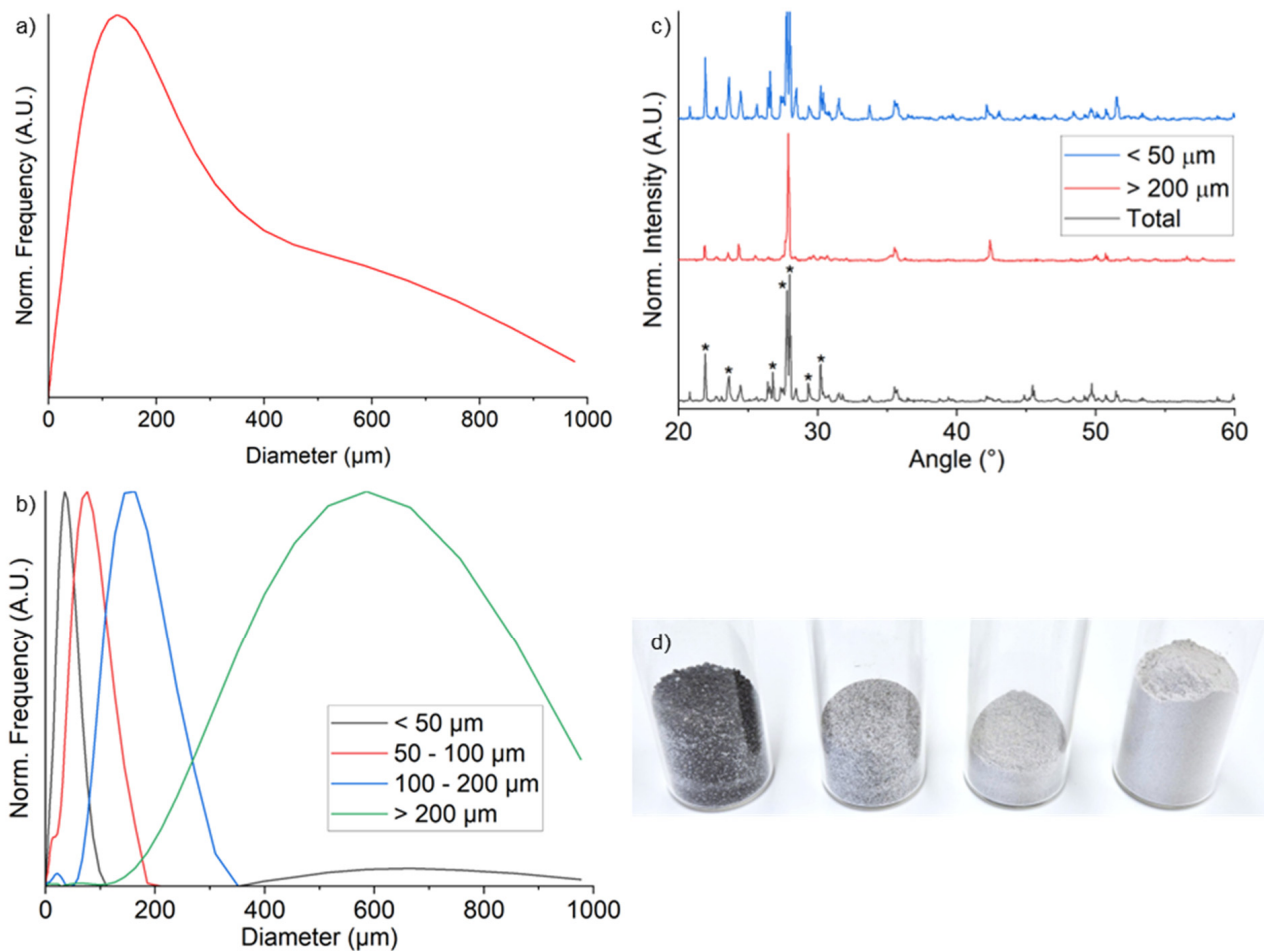 a)
Norm. Frequency (A.U.)
0 200 400 600 800 1000
Diameter (μm)
c)
Norm. Intensity (A.U.)
< 50 μm
> 200 μm
Total
* * * * * * * *
20 30 40 50 60
Angle (°)
b)
Norm. Frequency (A.U.)
< 50 μm
50 - 100 μm
100 - 200 μm
> 200 μm
0 200 400 600 800 1000
Diameter (μm)
d)